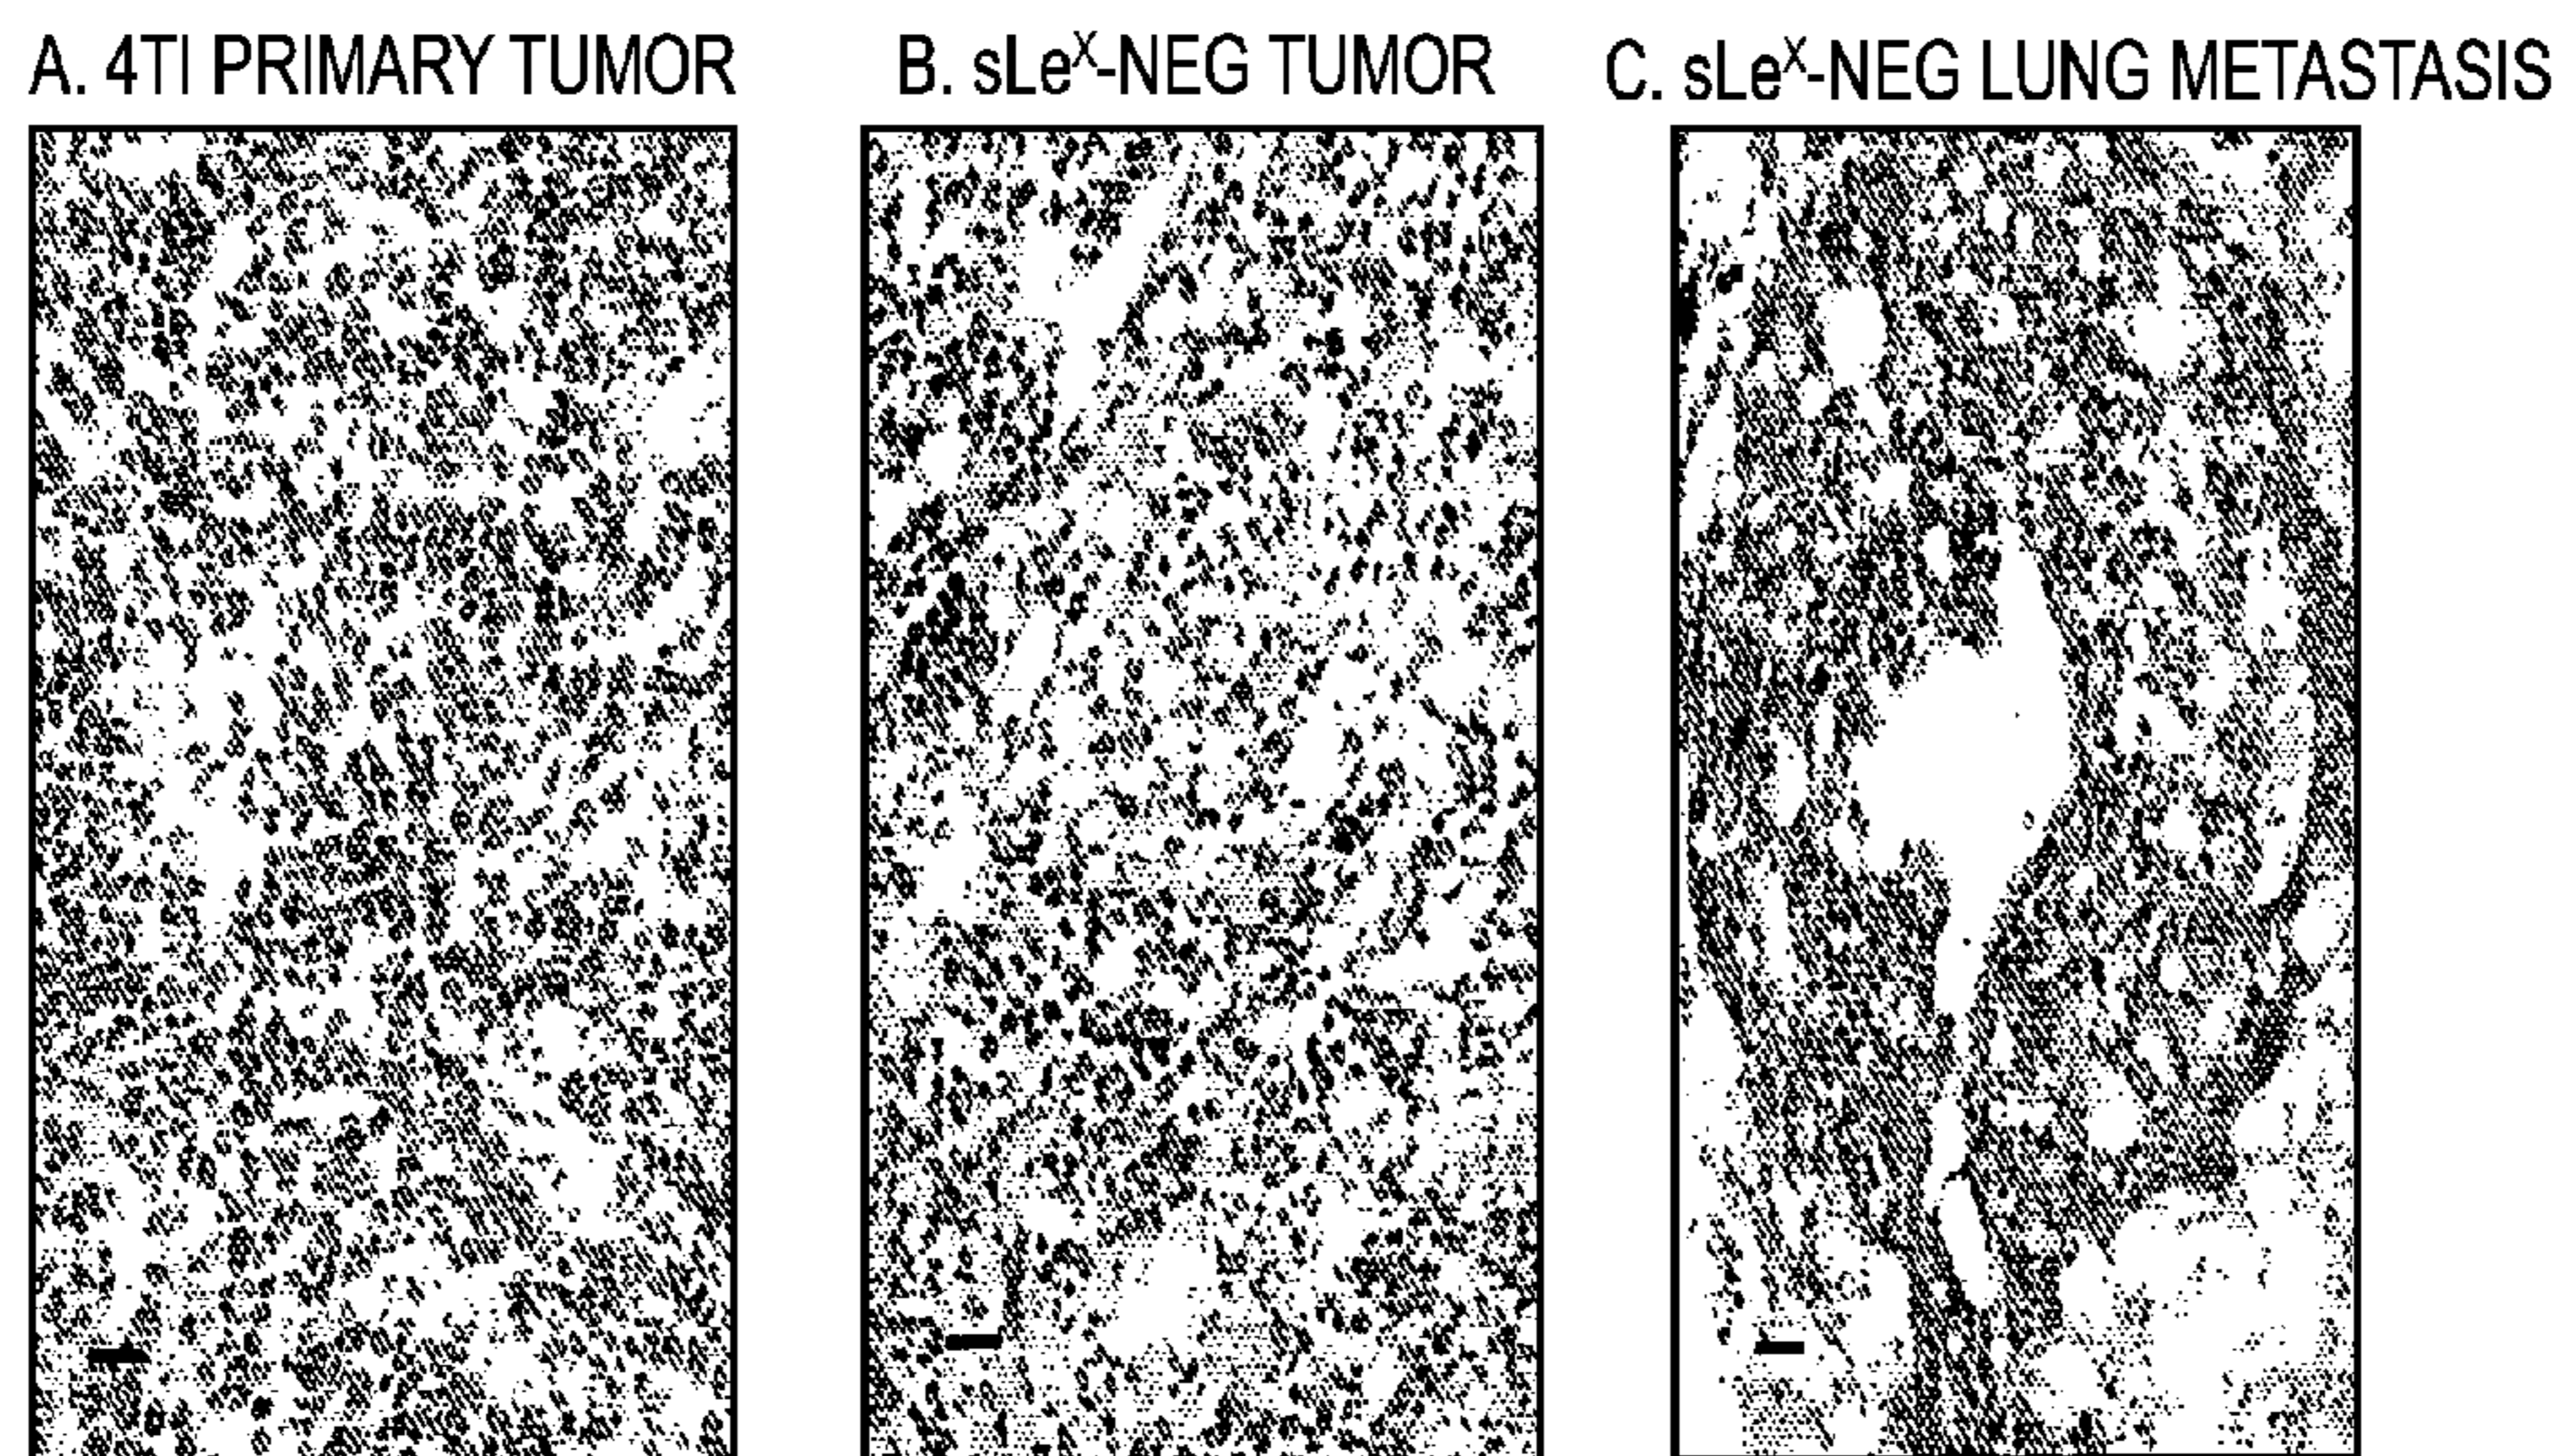 A. 4TI PRIMARY TUMOR
B. sLeX-NEG TUMOR
C. sLeX-NEG LUNG METASTASIS